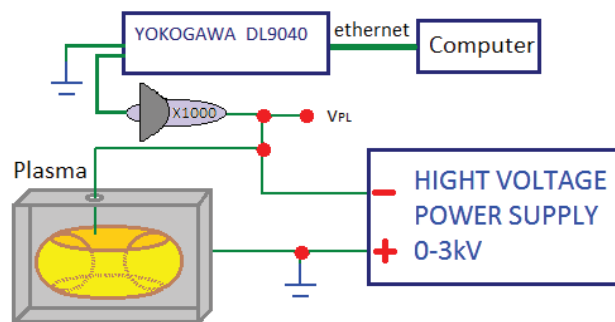 YOKOGAWA DL9040
ethernet
Computer
X1000
VPL
Plasma
−
HIGHT VOLTAGE
POWER SUPPLY
+
0-3kV